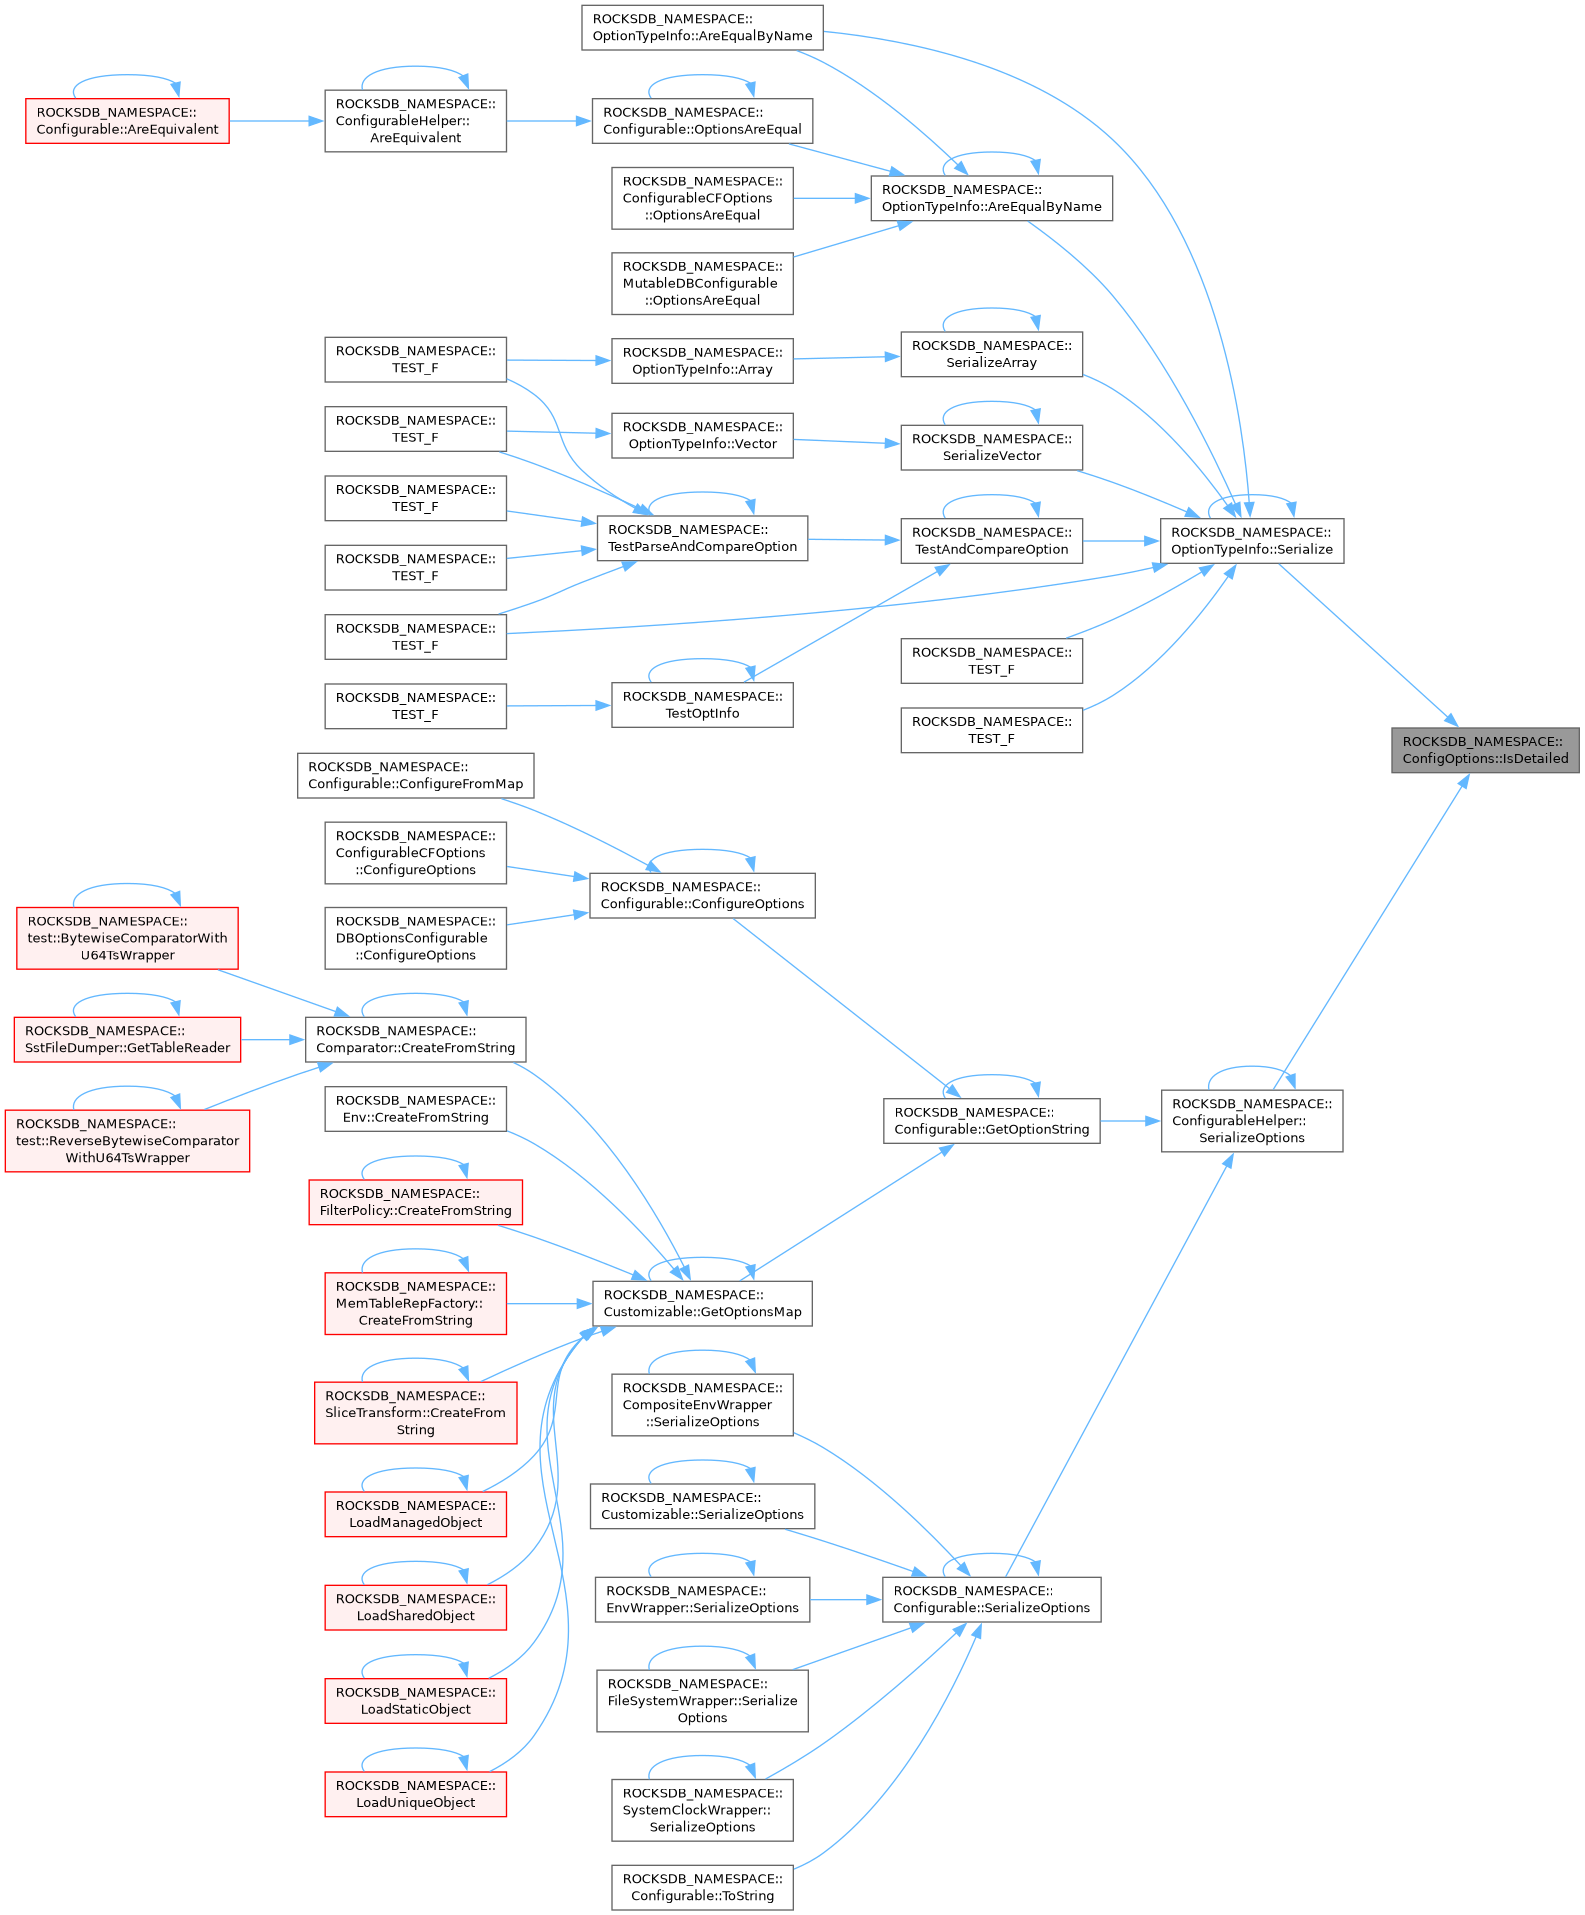 ROCKSDB_NAMESPACE::
OptionTypeInfo::AreEqualByName
ROCKSDB_NAMESPACE::
Configurable::AreEquivalent
ROCKSDB_NAMESPACE::
ConfigurableHelper::
AreEquivalent
ROCKSDB_NAMESPACE::
Configurable::OptionsAreEqual
ROCKSDB_NAMESPACE::
ConfigurableCFOptions
::OptionsAreEqual
ROCKSDB_NAMESPACE::
OptionTypeInfo::AreEqualByName
ROCKSDB_NAMESPACE::
MutableDBConfigurable
::OptionsAreEqual
ROCKSDB_NAMESPACE::
TEST_F
ROCKSDB_NAMESPACE::
OptionTypeInfo::Array
ROCKSDB_NAMESPACE::
SerializeArray
ROCKSDB_NAMESPACE::
TEST_F
ROCKSDB_NAMESPACE::
OptionTypeInfo::Vector
ROCKSDB_NAMESPACE::
SerializeVector
ROCKSDB_NAMESPACE::
TEST_F
ROCKSDB_NAMESPACE::
TestParseAndCompareOption
ROCKSDB_NAMESPACE::
TestAndCompareOption
ROCKSDB_NAMESPACE::
OptionTypeInfo::Serialize
ROCKSDB_NAMESPACE::
TEST_F
ROCKSDB_NAMESPACE::
TEST_F
ROCKSDB_NAMESPACE::
TEST_F
ROCKSDB_NAMESPACE::
TEST_F
ROCKSDB_NAMESPACE::
TestOptInfo
ROCKSDB_NAMESPACE::
TEST_F
ROCKSDB_NAMESPACE::
ConfigOptions::IsDetailed
ROCKSDB_NAMESPACE::
Configurable::ConfigureFromMap
ROCKSDB_NAMESPACE::
ConfigurableCFOptions
::ConfigureOptions
ROCKSDB_NAMESPACE::
Configurable::ConfigureOptions
ROCKSDB_NAMESPACE::
DBOptionsConfigurable
::ConfigureOptions
ROCKSDB_NAMESPACE::
test::BytewiseComparatorWith
U64TsWrapper
ROCKSDB_NAMESPACE::
SstFileDumper::GetTableReader
ROCKSDB_NAMESPACE::
Comparator::CreateFromString
ROCKSDB_NAMESPACE::
test::ReverseBytewiseComparator
WithU64TsWrapper
ROCKSDB_NAMESPACE::
Env::CreateFromString
ROCKSDB_NAMESPACE::
Configurable::GetOptionString
ROCKSDB_NAMESPACE::
ConfigurableHelper::
SerializeOptions
ROCKSDB_NAMESPACE::
FilterPolicy::CreateFromString
ROCKSDB_NAMESPACE::
MemTableRepFactory::
CreateFromString
ROCKSDB_NAMESPACE::
Customizable::GetOptionsMap
ROCKSDB_NAMESPACE::
SliceTransform::CreateFrom
String
ROCKSDB_NAMESPACE::
CompositeEnvWrapper
::SerializeOptions
ROCKSDB_NAMESPACE::
LoadManagedObject
ROCKSDB_NAMESPACE::
Customizable::SerializeOptions
ROCKSDB_NAMESPACE::
LoadSharedObject
ROCKSDB_NAMESPACE::
EnvWrapper::SerializeOptions
ROCKSDB_NAMESPACE::
Configurable::SerializeOptions
ROCKSDB_NAMESPACE::
LoadStaticObject
ROCKSDB_NAMESPACE::
FileSystemWrapper::Serialize
Options
ROCKSDB_NAMESPACE::
LoadUniqueObject
ROCKSDB_NAMESPACE::
SystemClockWrapper::
SerializeOptions
ROCKSDB_NAMESPACE::
Configurable::ToString